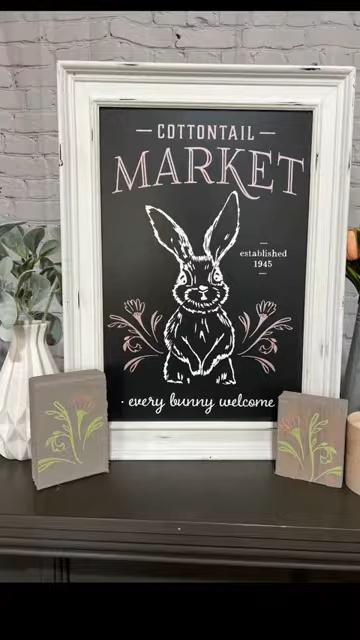 — COTTONTAIL —
MARKET
established
1945
· every bunny welcome